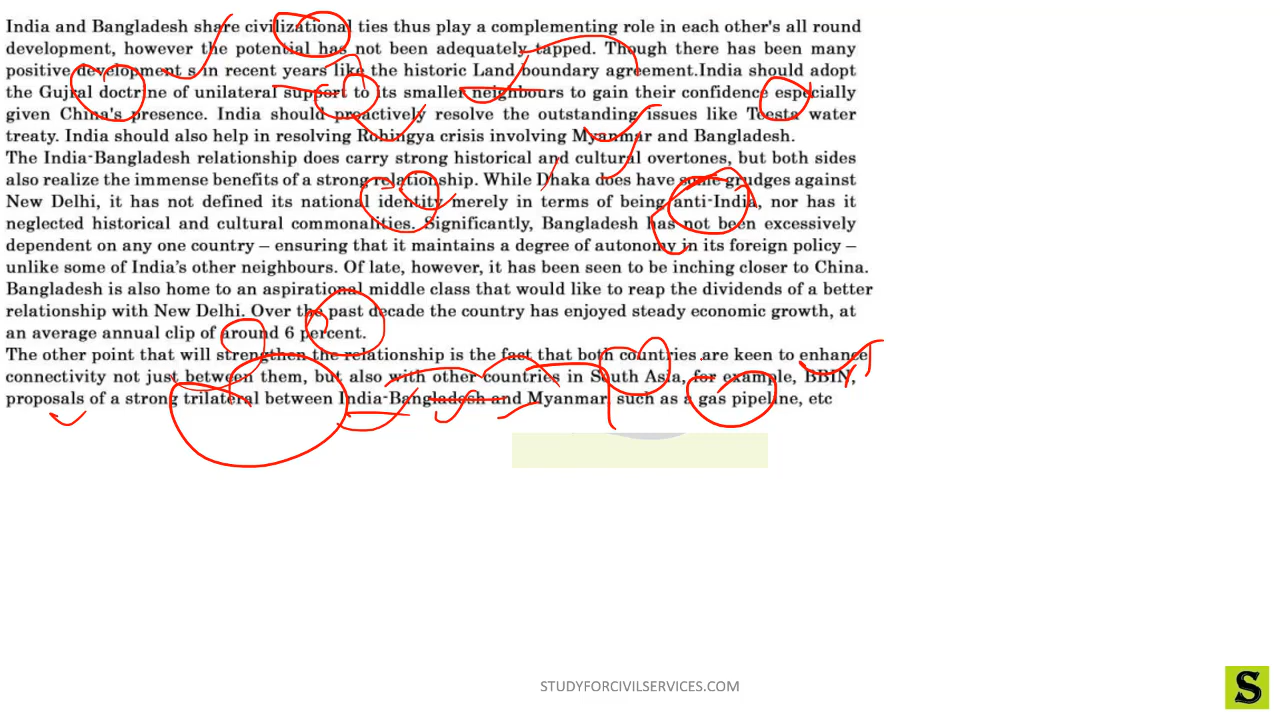 India and Bangladesh share civilizational ties thus play a complementing role in each other's all round
development, however the potential has not been adequately tapped. Though there has been many
positive development s in recent years like the historic Land boundary agreement.India should adopt
the Gujral doctrine of unilateral support to its smaller neighbours to gain their confidence especially
given China's presence. India should proactively resolve the outstanding issues like Teesta water
treaty. India should also help in resolving Rohingya crisis involving Myanmar and Bangladesh.
The India-Bangladesh relationship does carry strong historical and cultural overtones, but both sides
also realize the immense benefits of a strong relationship. While Dhaka does have some grudges against
New Delhi, it has not defined its national identity merely in terms of being anti-India, nor has it
neglected historical and cultural commonalities. Significantly, Bangladesh has not been excessively
dependent on any one country – ensuring that it maintains a degree of autonomy in its foreign policy –
unlike some of India's other neighbours. Of late, however, it has been seen to be inching closer to China.
Bangladesh is also home to an aspirational middle class that would like to reap the dividends of a better
relationship with New Delhi. Over the past decade the country has enjoyed steady economic growth, at
an average annual clip of around 6 percent.
The other point that will strengthen the relationship is the fact that both countries are keen to enhance
connectivity not just between them, but also with other countries in South Asia, for example, BBIN,
proposals of a strong trilateral between India-Bangladesh and Myanmar such as a gas pipeline, etc
STUDYFORCIVILSERVICES.COM
S